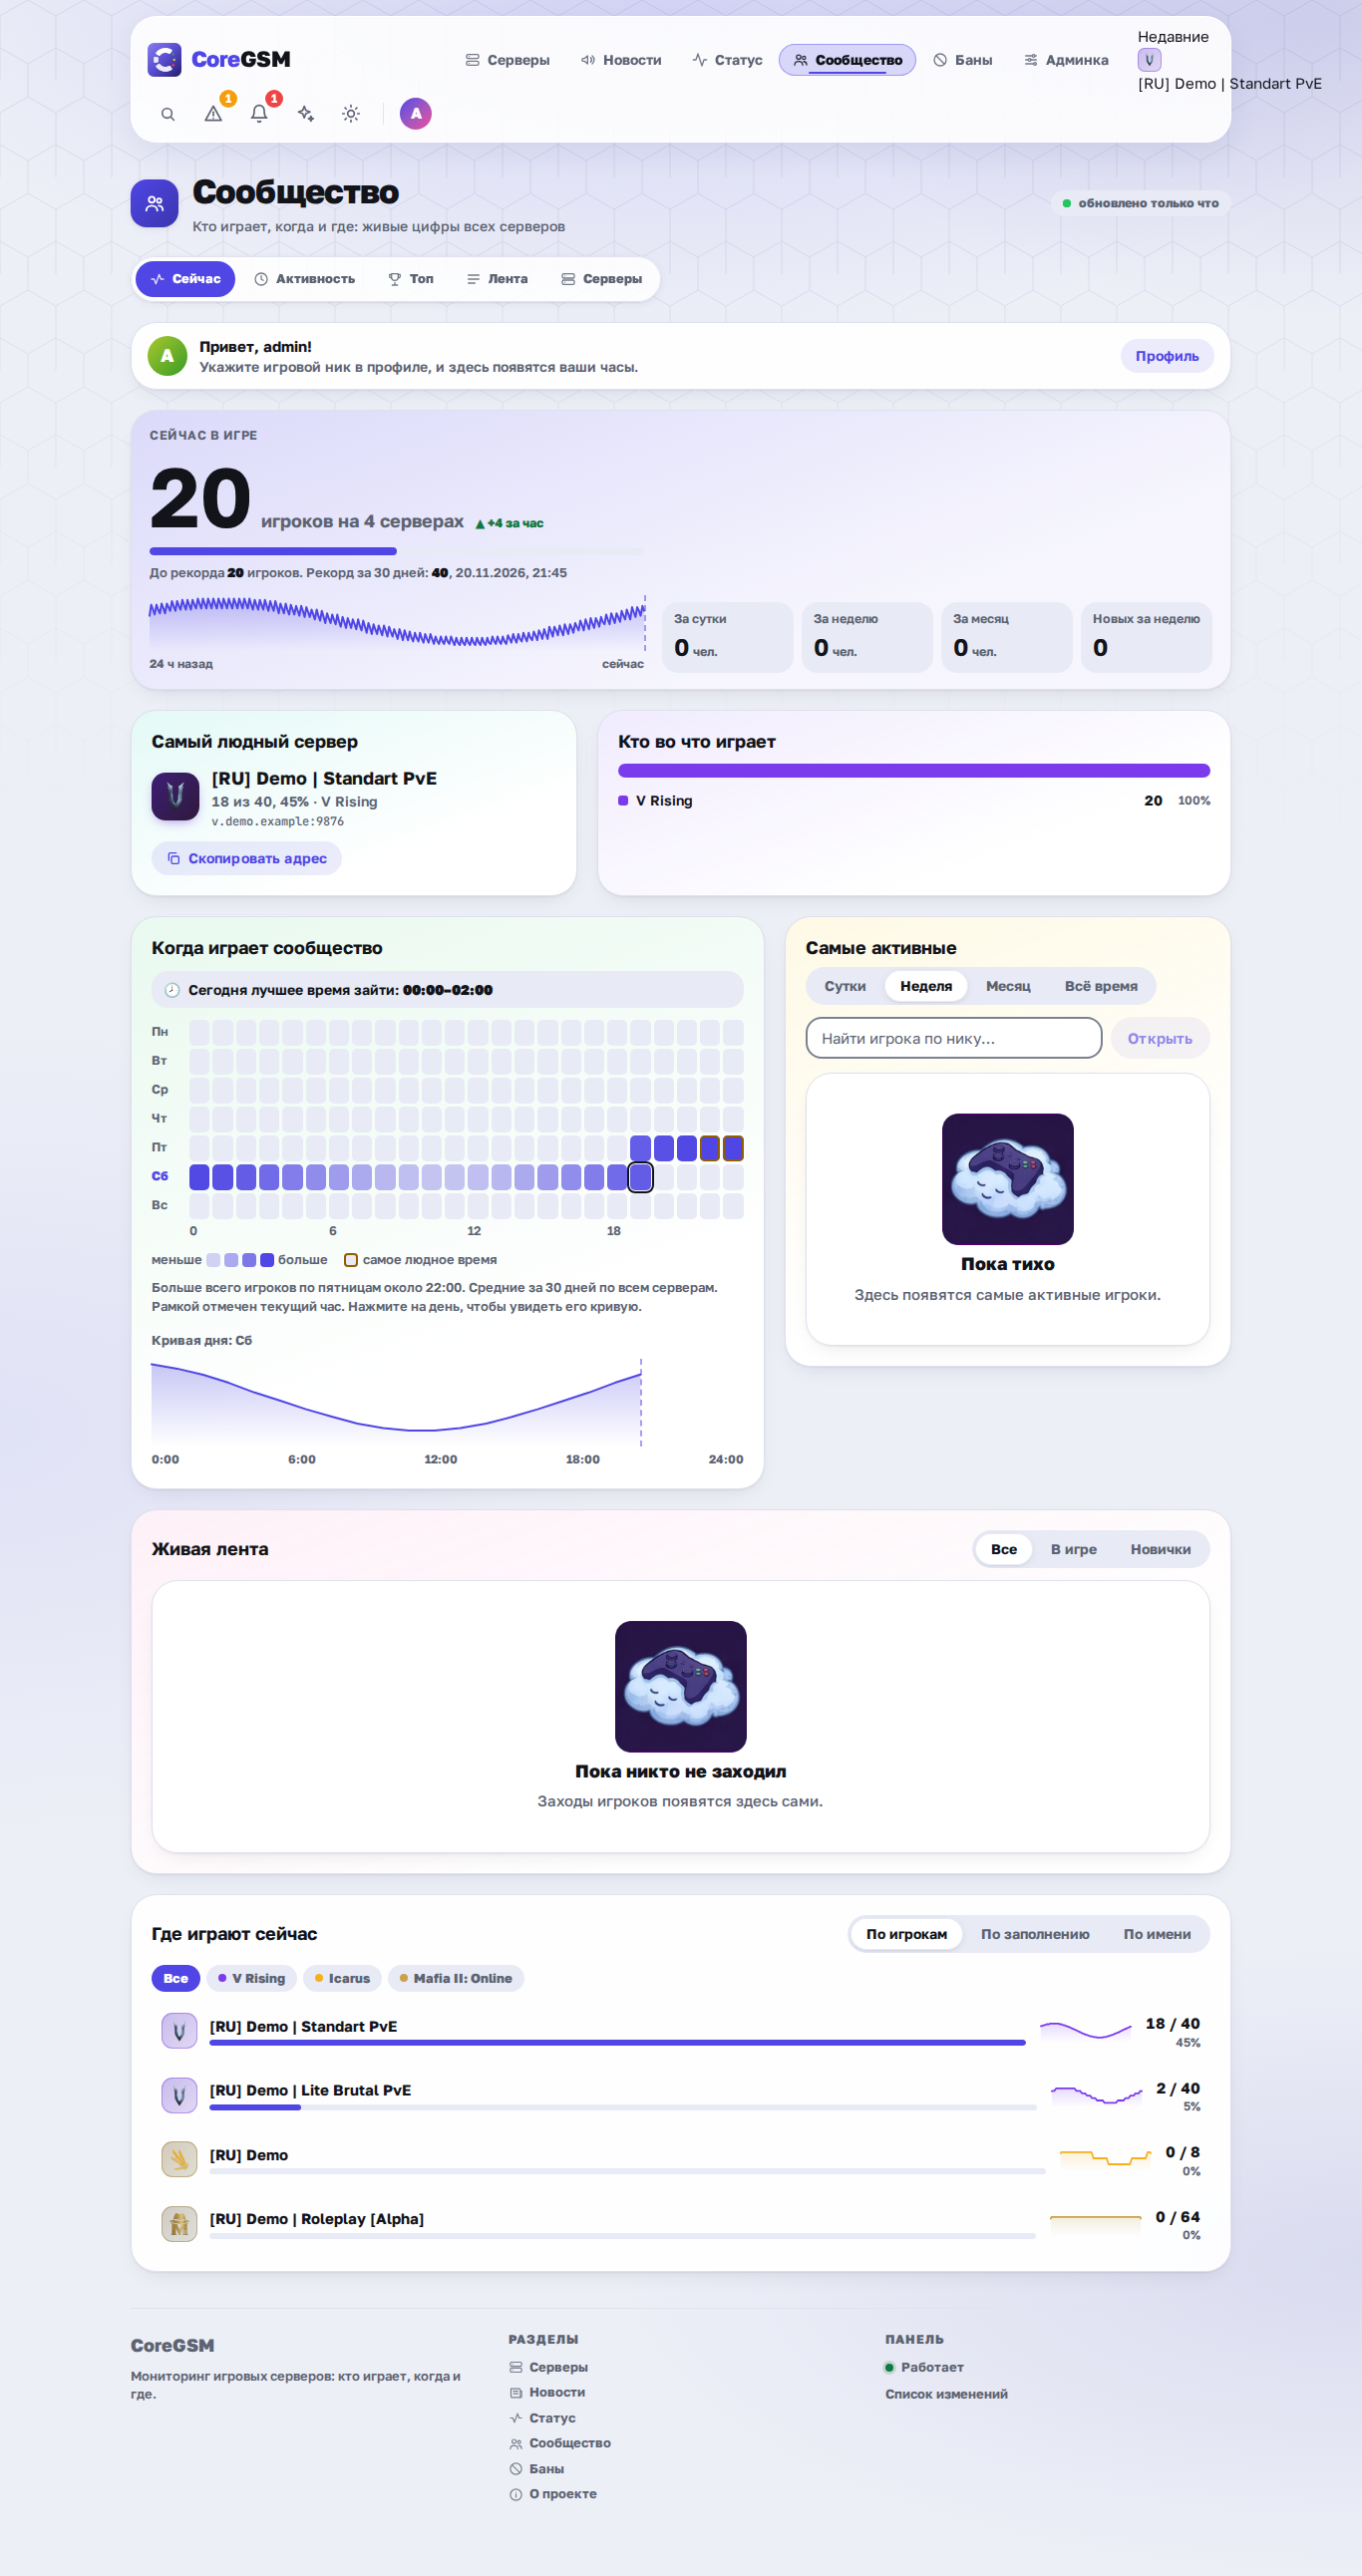 CoreGSM
Серверы
Новости
Статус
Сообщество
Баны
Админка
Недавние
[RU] Demo | Standart PvE
1
1
A
Сообщество
Кто играет, когда и где: живые цифры всех серверов
обновлено только что
Сейчас
Активность
Топ
Лента
Серверы
A
Привет, admin!
Укажите игровой ник в профиле, и здесь появятся ваши часы.
Профиль
СЕЙЧАС В ИГРЕ
20 игроков на 4 серверах ▲ +4 за час
До рекорда 20 игроков. Рекорд за 30 дней: 40, 20.11.2026, 21:45
24 ч назад
сейчас
За сутки
0 чел.
За неделю
0 чел.
За месяц
0 чел.
Новых за неделю
0
Самый людный сервер
[RU] Demo | Standart PvE
18 из 40, 45% · V Rising
v.demo.example:9876
Скопировать адрес
Кто во что играет
V Rising
20
100%
Когда играет сообщество
Сегодня лучшее время зайти: 00:00–02:00
Пн
Вт
Ср
Чт
Пт
Сб
Вс
0
6
12
18
меньше
больше
самое людное время
Больше всего игроков по пятницам около 22:00. Средние за 30 дней по всем серверам.
Рамкой отмечен текущий час. Нажмите на день, чтобы увидеть его кривую.
Кривая дня: Сб
0:00
6:00
12:00
18:00
24:00
Самые активные
Сутки
Неделя
Месяц
Всё время
Найти игрока по нику...
Открыть
Пока тихо
Здесь появятся самые активные игроки.
Живая лента
Все
В игре
Новички
Пока никто не заходил
Заходы игроков появятся здесь сами.
Где играют сейчас
По игрокам
По заполнению
По имени
Все
V Rising
Icarus
Mafia II: Online
[RU] Demo | Standart PvE
18 / 40
45%
[RU] Demo | Lite Brutal PvE
2 / 40
5%
[RU] Demo
0 / 8
0%
[RU] Demo | Roleplay [Alpha]
0 / 64
0%
CoreGSM
Мониторинг игровых серверов: кто играет, когда и
где.
РАЗДЕЛЫ
Серверы
Новости
Статус
Сообщество
Баны
О проекте
ПАНЕЛЬ
Работает
Список изменений